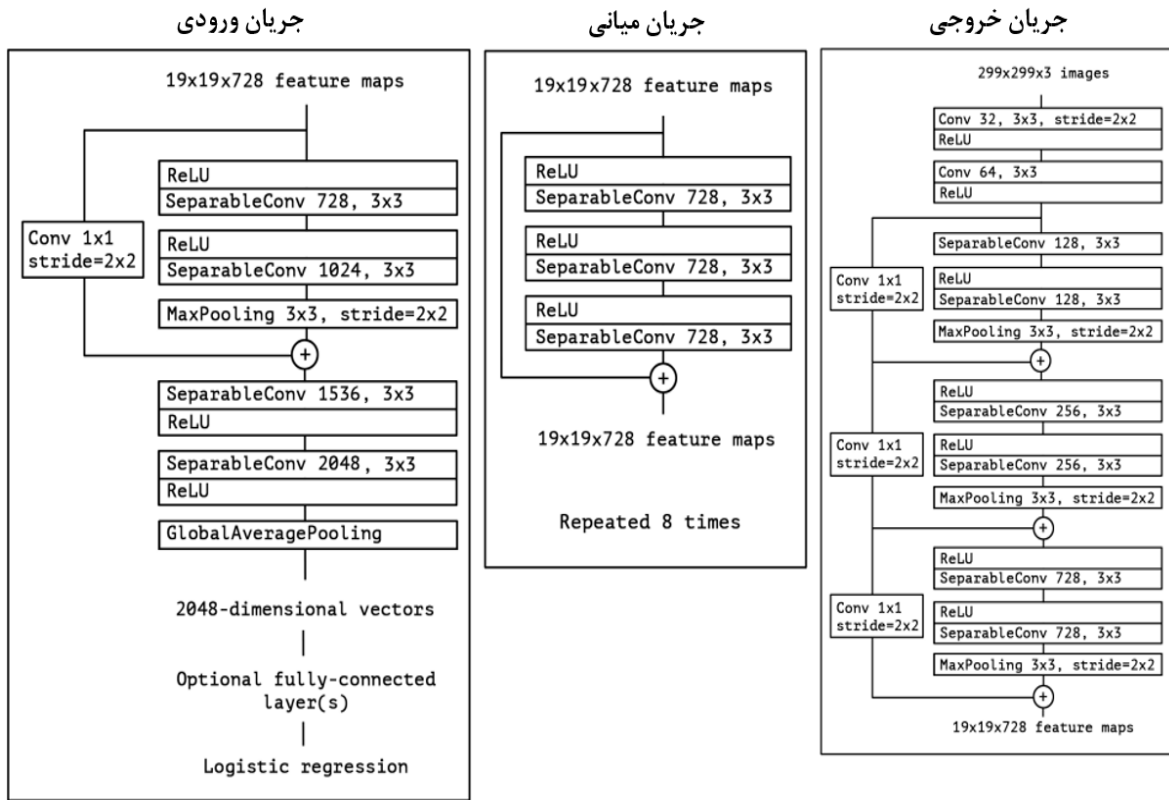 جریان ورودی
19x19x728 feature maps
ReLU
SeparableConv 728, 3x3
Conv 1x1
stride=2x2
ReLU
SeparableConv 1024, 3x3
MaxPooling 3x3, stride=2x2
+
SeparableConv 1536, 3x3
ReLU
SeparableConv 2048, 3x3
ReLU
GlobalAveragePooling
2048-dimensional vectors
Optional fully-connected
layer(s)
Logistic regression
جریان میانی
19x19x728 feature maps
ReLU
SeparableConv 728, 3x3
ReLU
SeparableConv 728, 3x3
ReLU
SeparableConv 728, 3x3
+
19x19x728 feature maps
Repeated 8 times
جریان خروجی
299x299x3 images
Conv 32, 3x3, stride=2x2
ReLU
Conv 64, 3x3
ReLU
SeparableConv 128, 3x3
Conv 1x1
stride=2x2
ReLU
SeparableConv 128, 3x3
MaxPooling 3x3, stride=2x2
+
ReLU
SeparableConv 256, 3x3
Conv 1x1
stride=2x2
ReLU
SeparableConv 256, 3x3
MaxPooling 3x3, stride=2x2
+
ReLU
SeparableConv 728, 3x3
Conv 1x1
stride=2x2
ReLU
SeparableConv 728, 3x3
MaxPooling 3x3, stride=2x2
+
19x19x728 feature maps